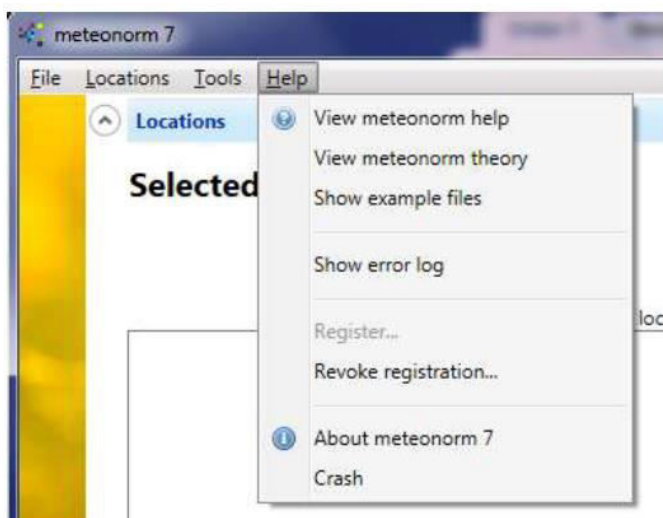 meteonorm 7
File Locations Tools Help
Locations
Selected
View meteonorm help
View meteonorm theory
Show example files
Show error log
Register...
Revoke registration...
About meteonorm 7
Crash
loc